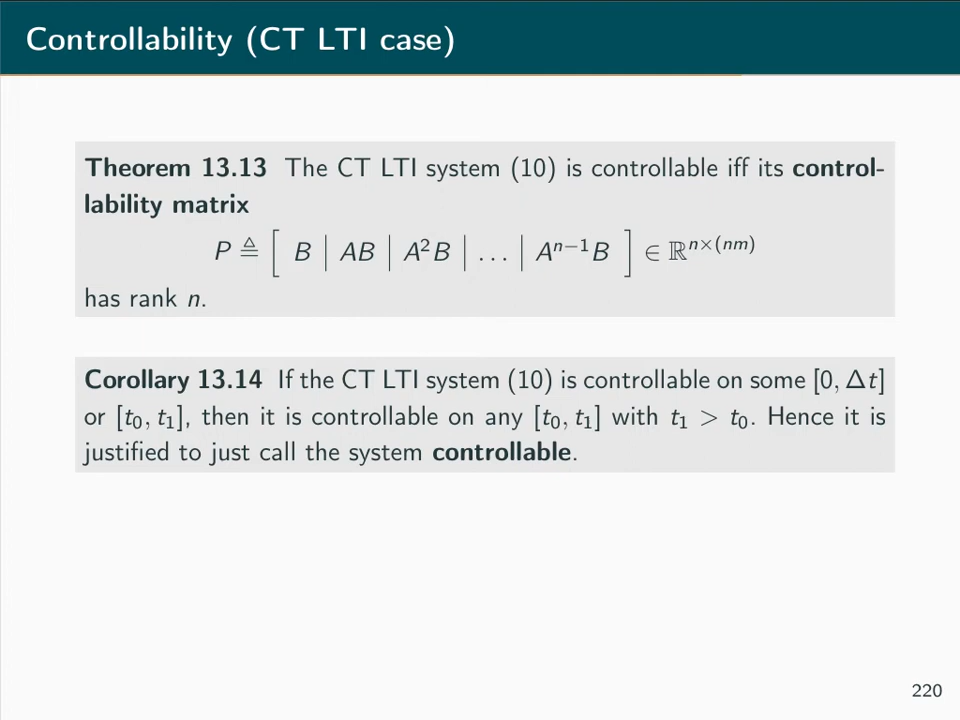 Controllability (CT LTI case)
Theorem 13.13 The CT LTI system (10) is controllable iff its control-
lability matrix
P ≜ [ B | AB | A²B | . . . | Aⁿ⁻¹B ] ∈ ℝⁿˣ⁽ⁿᵐ⁾
has rank n.
Corollary 13.14 If the CT LTI system (10) is controllable on some [0, Δt]
or [t₀, t₁], then it is controllable on any [t₀, t₁] with t₁ > t₀. Hence it is
justified to just call the system controllable.
220